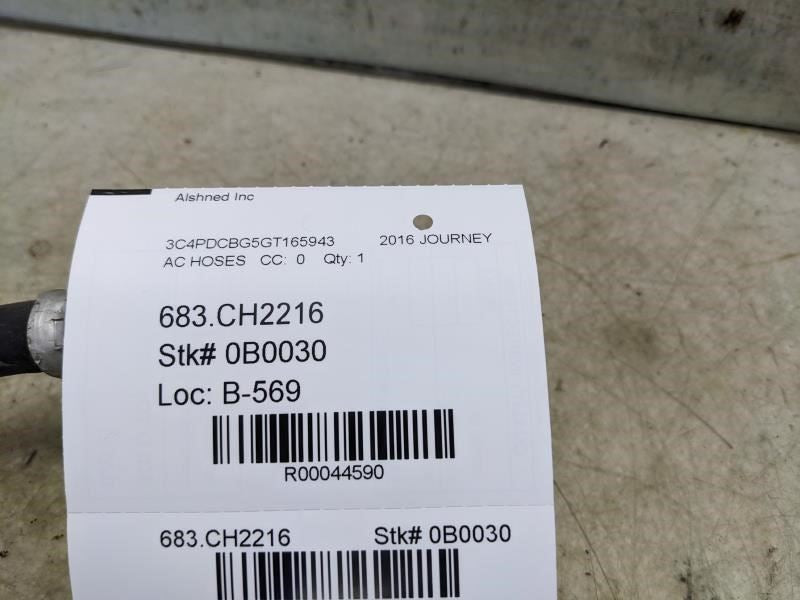 Alshned Inc
3C4PDCBG5GT165943 2016 JOURNEY
AC HOSES CC: 0 Qty: 1
683.CH2216
Stk# 0B0030
Loc: B-569
R00044590
683.CH2216 Stk# 0B0030